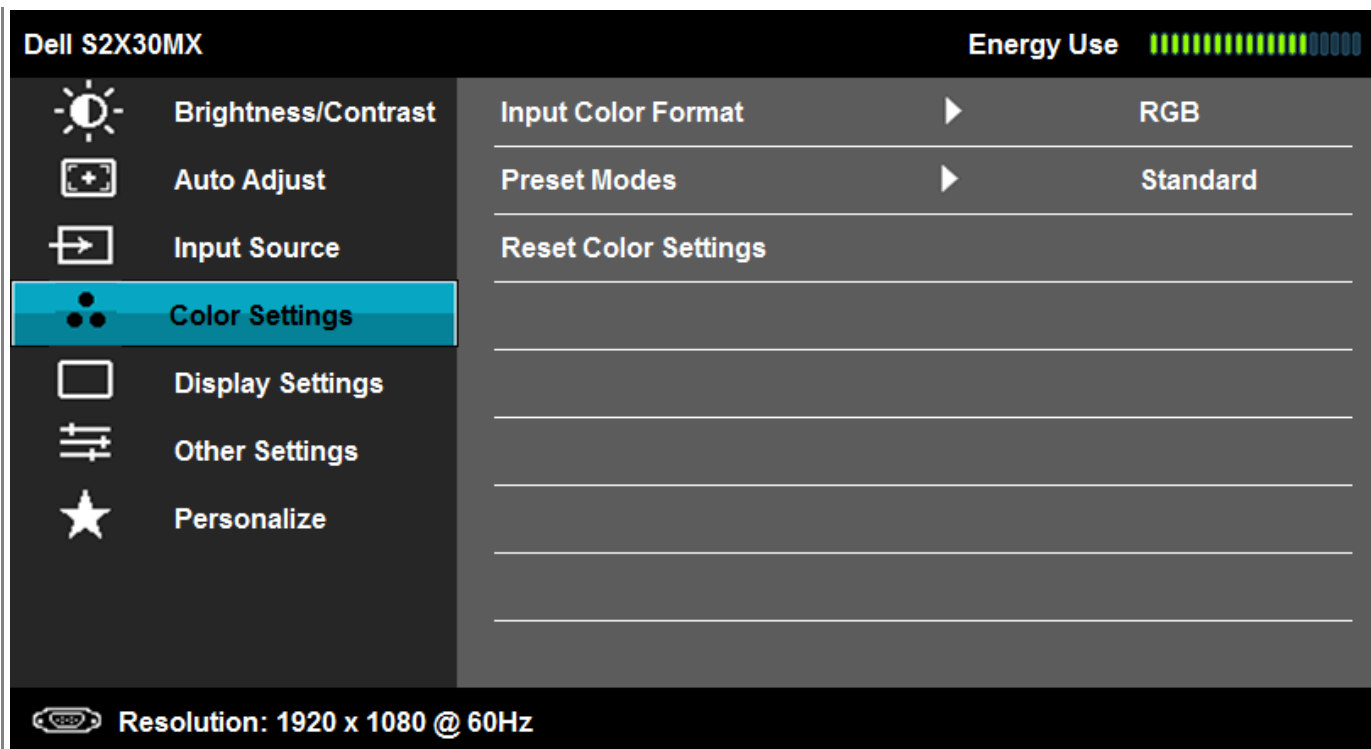 Dell S2X30MX Energy Use
Brightness/Contrast Input Color Format RGB
Auto Adjust Preset Modes Standard
Input Source Reset Color Settings
Color Settings
Display Settings
Other Settings
Personalize
Resolution: 1920 x 1080 @ 60Hz